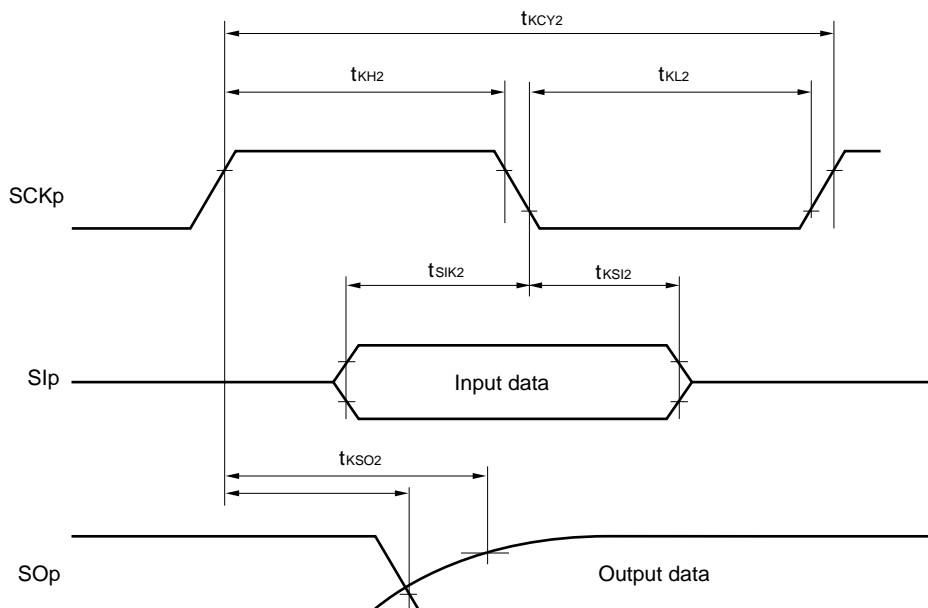 tKCY2
tKH2
tKL2
SCKp
tSIK2
tKSI2
SIp
Input data
tKSO2
SOp
Output data